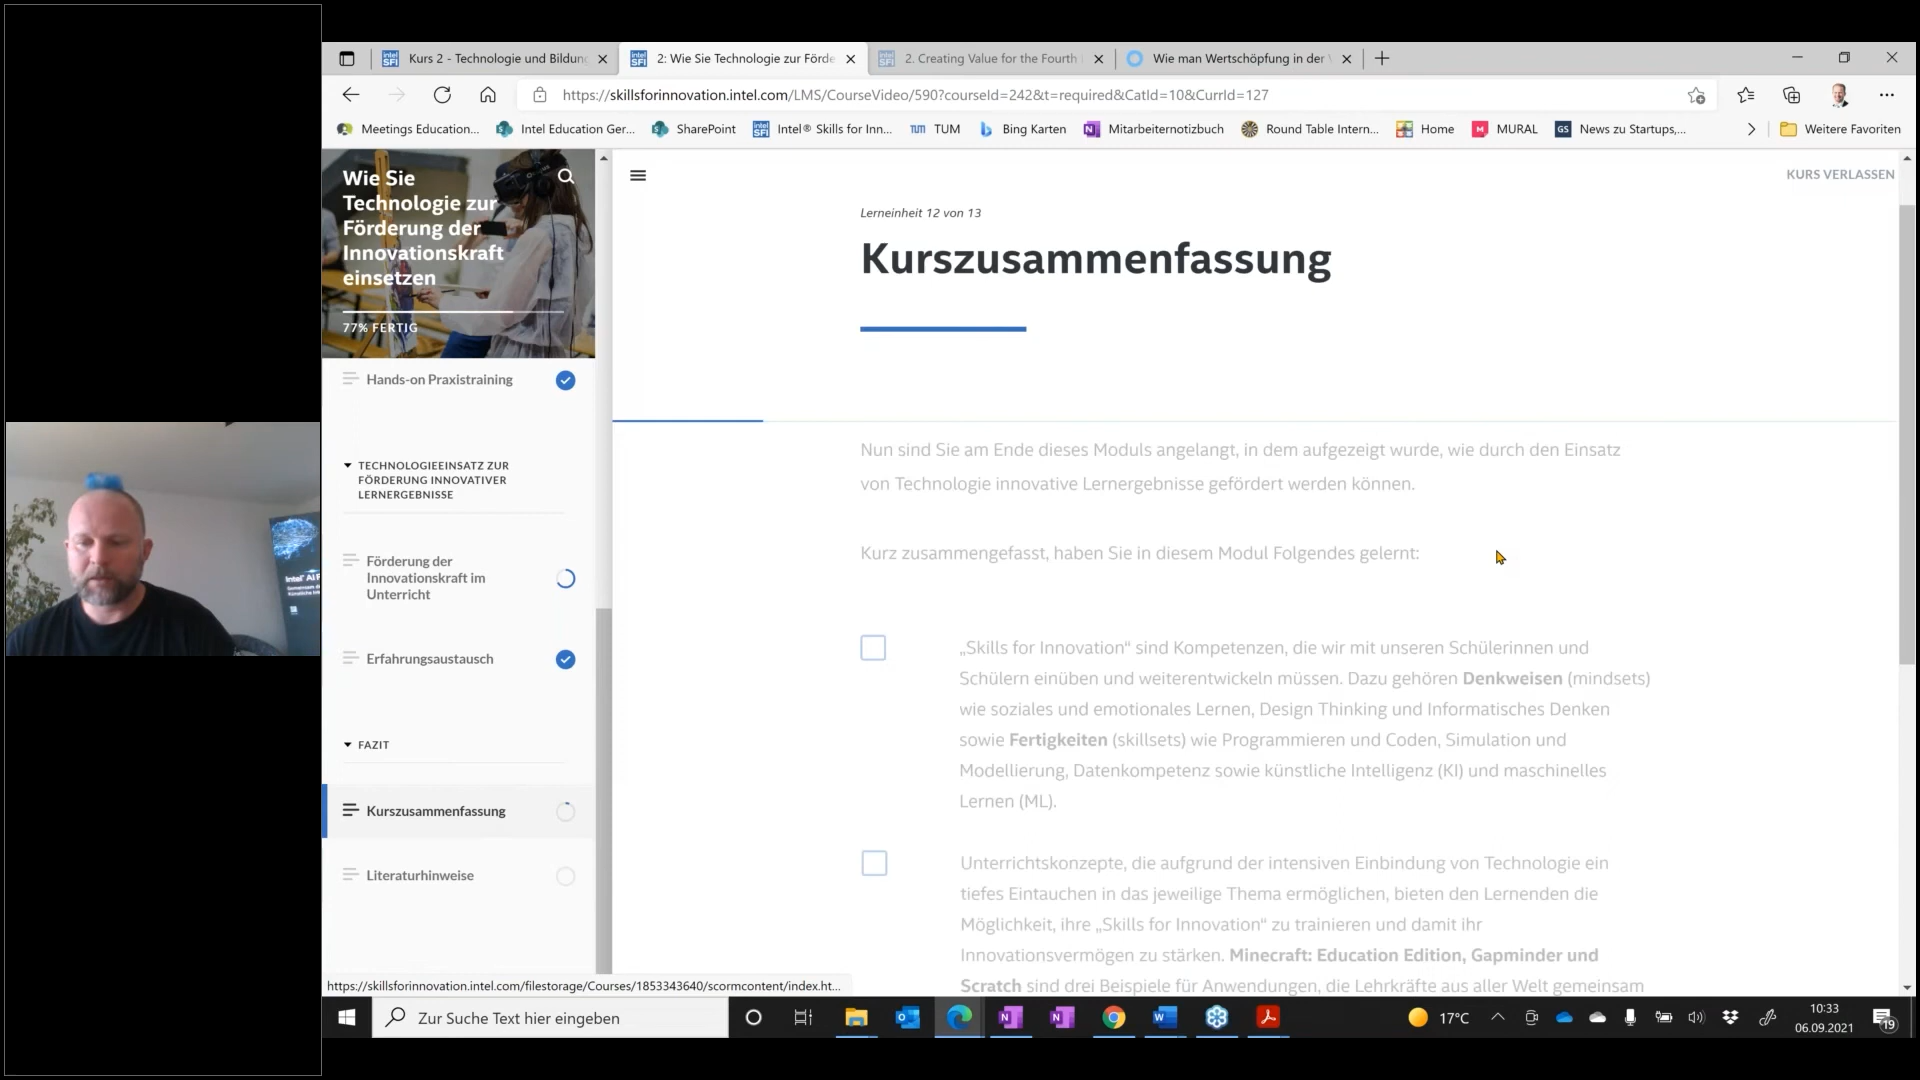 Kurs 2 - Technologie und Bildung
2: Wie Sie Technologie zur Förde
2. Creating Value for the Fourth
Wie man Wertschöpfung in der
https://skillsforinnovation.intel.com/LMS/CourseVideo/590?courseId=242&t=required&CatId=10&CurrId=127
Meetings Education...
Intel Education Ger...
SharePoint
intel SFI
Intel® Skills for Inn...
TUM
Bing Karten
Mitarbeiternotizbuch
Round Table Intern...
Home
MURAL
GS
News zu Startups,...
Weitere Favoriten
Wie Sie
Technologie zur
Förderung der
Innovationskraft
einsetzen
77% FERTIG
Hands-on Praxistraining
TECHNOLOGIEEINSATZ ZUR
FÖRDERUNG INNOVATIVER
LERNERGEBNISSE
Förderung der
Innovationskraft im
Unterricht
Erfahrungsaustausch
FAZIT
Kurszusammenfassung
Literaturhinweise
KURS VERLASSEN
Lerneinheit 12 von 13
Kurszusammenfassung
Nun sind Sie am Ende dieses Moduls angelangt, in dem aufgezeigt wurde, wie durch den Einsatz
von Technologie innovative Lernergebnisse gefördert werden können.
Kurz zusammengefasst, haben Sie in diesem Modul Folgendes gelernt:
„Skills for Innovation“ sind Kompetenzen, die wir mit unseren Schülerinnen und
Schülern einüben und weiterentwickeln müssen. Dazu gehören Denkweisen (mindsets)
wie soziales und emotionales Lernen, Design Thinking und Informatisches Denken
sowie Fertigkeiten (skillsets) wie Programmieren und Coden, Simulation und
Modellierung, Datenkompetenz sowie künstliche Intelligenz (KI) und maschinelles
Lernen (ML).
Unterrichtskonzepte, die aufgrund der intensiven Einbindung von Technologie ein
tiefes Eintauchen in das jeweilige Thema ermöglichen, bieten den Lernenden die
Möglichkeit, ihre „Skills for Innovation“ zu trainieren und damit ihr
Innovationsvermögen zu stärken. Minecraft: Education Edition, Gapminder und
Scratch sind drei Beispiele für Anwendungen, die Lehrkräfte aus aller Welt gemeinsam
https://skillsforinnovation.intel.com/filestorage/Courses/1853343640/scormcontent/index.ht...
Zur Suche Text hier eingeben
17°C
10:33
06.09.2021
19